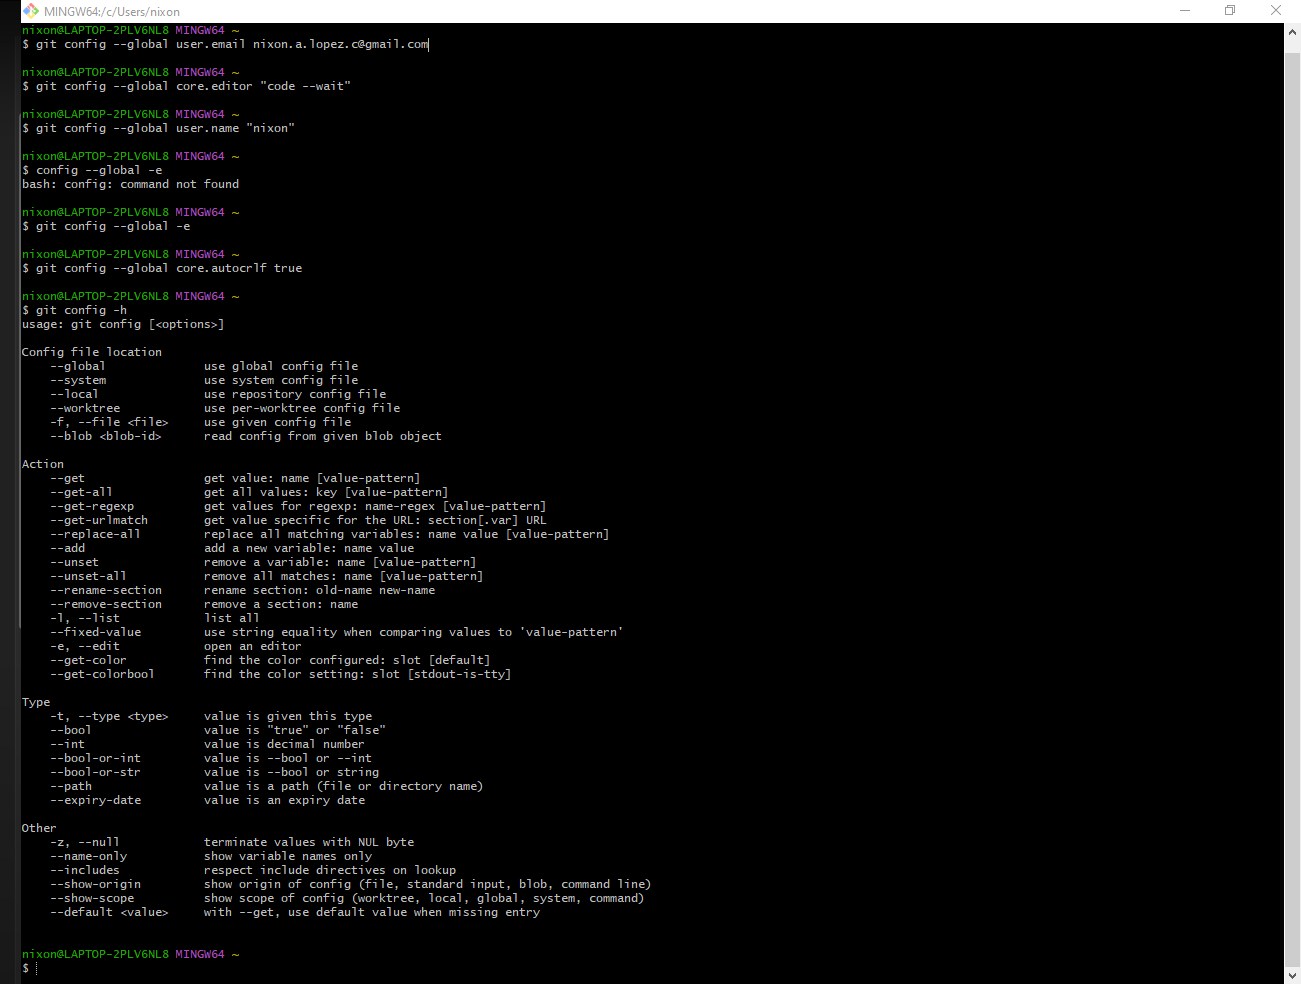 MINGW64:/c/Users/nixon
nixon@LAPTOP-2PLV6NL8 MINGW64 ~
$ git config --global user.email nixon.a.lopez.c@gmail.com
nixon@LAPTOP-2PLV6NL8 MINGW64 ~
$ git config --global core.editor "code --wait"
nixon@LAPTOP-2PLV6NL8 MINGW64 ~
$ git config --global user.name "nixon"
nixon@LAPTOP-2PLV6NL8 MINGW64 ~
$ config --global -e
bash: config: command not found
nixon@LAPTOP-2PLV6NL8 MINGW64 ~
$ git config --global -e
nixon@LAPTOP-2PLV6NL8 MINGW64 ~
$ git config --global core.autocrlf true
nixon@LAPTOP-2PLV6NL8 MINGW64 ~
$ git config -h
usage: git config [<options>]
Config file location
--global use global config file
--system use system config file
--local use repository config file
--worktree use per-worktree config file
-f, --file <file> use given config file
--blob <blob-id> read config from given blob object
Action
--get get value: name [value-pattern]
--get-all get all values: key [value-pattern]
--get-regexp get values for regexp: name-regex [value-pattern]
--get-urlmatch get value specific for the URL: section[.var] URL
--replace-all replace all matching variables: name value [value-pattern]
--add add a new variable: name value
--unset remove a variable: name [value-pattern]
--unset-all remove all matches: name [value-pattern]
--rename-section rename section: old-name new-name
--remove-section remove a section: name
-l, --list list all
--fixed-value use string equality when comparing values to 'value-pattern'
-e, --edit open an editor
--get-color find the color configured: slot [default]
--get-colorbool find the color setting: slot [stdout-is-tty]
Type
-t, --type <type> value is given this type
--bool value is "true" or "false"
--int value is decimal number
--bool-or-int value is --bool or --int
--bool-or-str value is --bool or string
--path value is a path (file or directory name)
--expiry-date value is an expiry date
Other
-z, --null terminate values with NUL byte
--name-only show variable names only
--includes respect include directives on lookup
--show-origin show origin of config (file, standard input, blob, command line)
--show-scope show scope of config (worktree, local, global, system, command)
--default <value> with --get, use default value when missing entry
nixon@LAPTOP-2PLV6NL8 MINGW64 ~
$